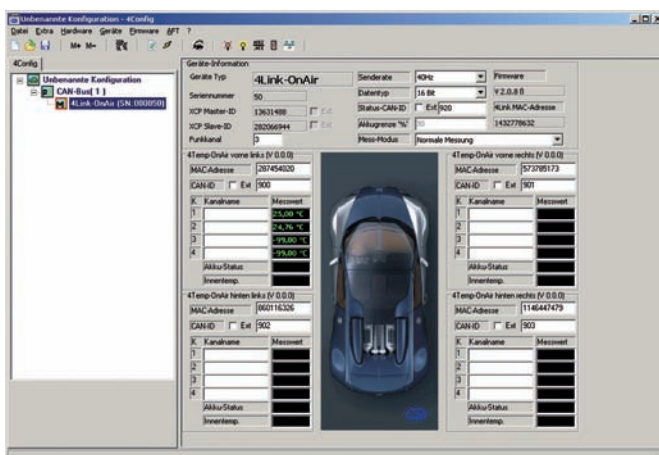 Unbenannte Konfiguration - 4Config
Datei Extra Hardware Geräte Firmware AFT ?
M+ M-
4Config
Unbenannte Konfiguration
CAN-Bus[ 1 ]
4Link-OnAir (SN:000050)
Geräte-Information
Geräte Typ 4Link-OnAir Senderate 40Hz Firmware
Seriennummer 50 Datentyp 16 Bit V 2.0.8 B
XCP Master-ID 13631488 Ext Status-CAN-ID Ext 920 4Link MAC-Adresse
XCP Slave-ID 282066944 Ext Akkugrenze '%' 30 1432778632
Funkkanal 3 Mess-Modus Normale Messung
4Temp-OnAir vorne links (V 0.0.0)
MAC-Adresse 287454020
CAN-ID Ext 900
K Kanalname Messwert
1 25,00 °C
2 24,76 °C
3 -99,00 °C
4 -99,00 °C
Akku-Status
Innentemp.
4Temp-OnAir vorne rechts (V 0.0.0)
MAC-Adresse 573785173
CAN-ID Ext 901
K Kanalname Messwert
1
2
3
4
Akku-Status
Innentemp.
4Temp-OnAir hinten links (V 0.0.0)
MAC-Adresse 860116326
CAN-ID Ext 902
K Kanalname Messwert
1
2
3
4
Akku-Status
Innentemp.
4Temp-OnAir hinten rechts (V 0.0.0)
MAC-Adresse 1146447479
CAN-ID Ext 903
K Kanalname Messwert
1
2
3
4
Akku-Status
Innentemp.
4Config